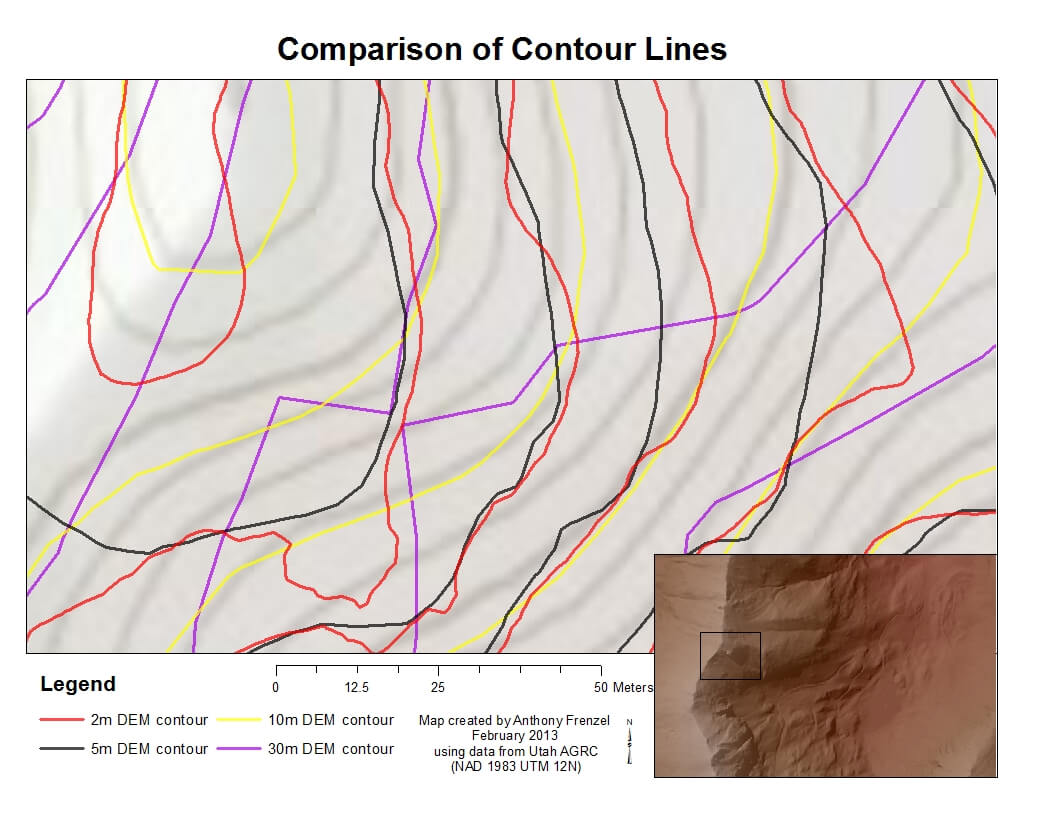 Comparison of Contour Lines
Legend
2m DEM contour
10m DEM contour
5m DEM contour
30m DEM contour
0 12.5 25 50 Meters
Map created by Anthony Frenzel
February 2013
using data from Utah AGRC
(NAD 1983 UTM 12N)
N